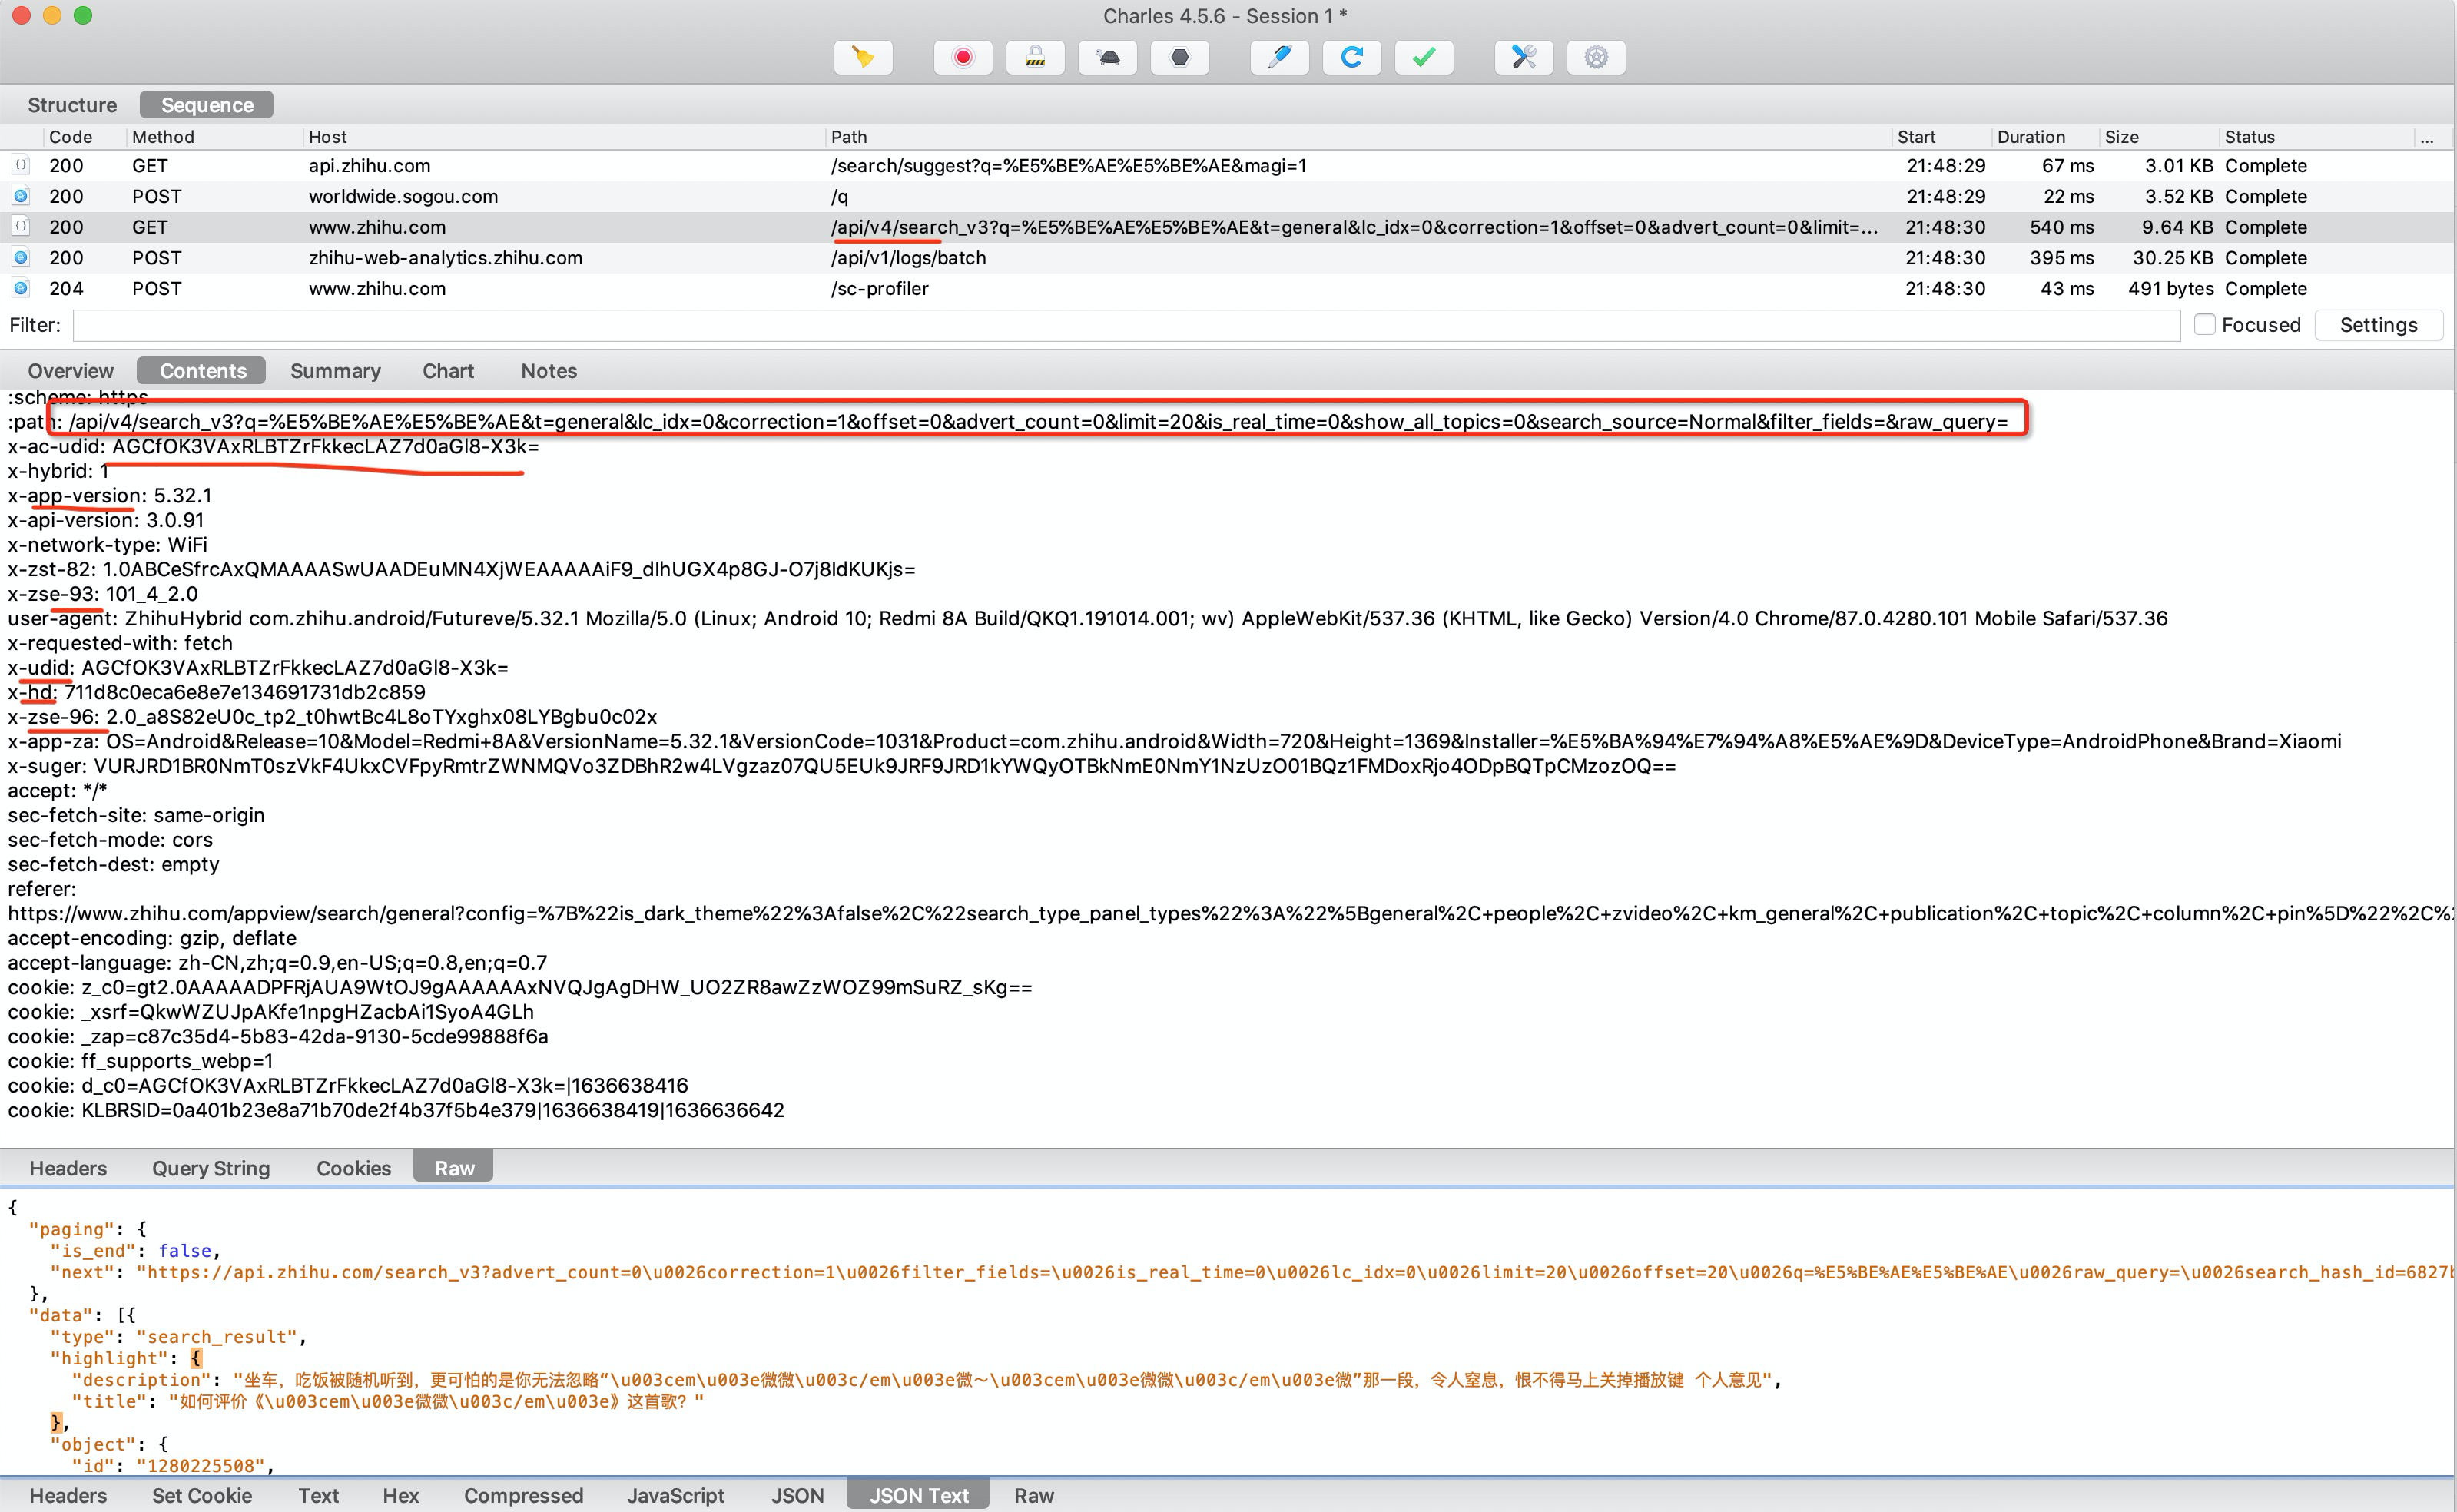 Charles 4.5.6 - Session 1 *
Structure Sequence
Code Method Host Path Start Duration Size Status ...
200 GET api.zhihu.com /search/suggest?q=%E5%BE%AE%E5%BE%AE&magi=1 21:48:29 67 ms 3.01 KB Complete
200 POST worldwide.sogou.com /q 21:48:29 22 ms 3.52 KB Complete
200 GET www.zhihu.com /api/v4/search_v3?q=%E5%BE%AE%E5%BE%AE&t=general&lc_idx=0&correction=1&offset=0&advert_count=0&limit=... 21:48:30 540 ms 9.64 KB Complete
200 POST zhihu-web-analytics.zhihu.com /api/v1/logs/batch 21:48:30 395 ms 30.25 KB Complete
204 POST www.zhihu.com /sc-profiler 21:48:30 43 ms 491 bytes Complete
Filter: Focused Settings
Overview Contents Summary Chart Notes
:scheme: https
:path: /api/v4/search_v3?q=%E5%BE%AE%E5%BE%AE&t=general&lc_idx=0&correction=1&offset=0&advert_count=0&limit=20&is_real_time=0&show_all_topics=0&search_source=Normal&filter_fields=&raw_query=
x-ac-udid: AGCfOK3VAxRLBTZrFkkecLAZ7d0aGl8-X3k=
x-hybrid: 1
x-app-version: 5.32.1
x-api-version: 3.0.91
x-network-type: WiFi
x-zst-82: 1.0ABCeSfrcAxQMAAAASwUAADEuMN4XjWEAAAAAiF9_dIhUGX4p8GJ-O7j8ldKUKjs=
x-zse-93: 101_4_2.0
user-agent: ZhihuHybrid com.zhihu.android/Futureve/5.32.1 Mozilla/5.0 (Linux; Android 10; Redmi 8A Build/QKQ1.191014.001; wv) AppleWebKit/537.36 (KHTML, like Gecko) Version/4.0 Chrome/87.0.4280.101 Mobile Safari/537.36
x-requested-with: fetch
x-udid: AGCfOK3VAxRLBTZrFkkecLAZ7d0aGl8-X3k=
x-hd: 711d8c0eca6e8e7e134691731db2c859
x-zse-96: 2.0_a8S82eU0c_tp2_t0hwtBc4L8oTYxghx08LYBgbu0c02x
x-app-za: OS=Android&Release=10&Model=Redmi+8A&VersionName=5.32.1&VersionCode=1031&Product=com.zhihu.android&Width=720&Height=1369&Installer=%E5%BA%94%E7%94%A8%E5%AE%9D&DeviceType=AndroidPhone&Brand=Xiaomi
x-suger: VURJRD1BR0NmT0szVkF4UkxCVFpyRmtrZWNMQVo3ZDBhR2w4LVgzaz07QU5EUk9JRF9JRD1kYWQyOTBkNmE0NmY1NzUzO01BQz1FMDoxRjo4ODpBQTpCMzozOQ==
accept: */*
sec-fetch-site: same-origin
sec-fetch-mode: cors
sec-fetch-dest: empty
referer:
https://www.zhihu.com/appview/search/general?config=%7B%22is_dark_theme%22%3Afalse%2C%22search_type_panel_types%22%3A%22%5Bgeneral%2C+people%2C+zvideo%2C+km_general%2C+publication%2C+topic%2C+column%2C+pin%5D%22%2C%
accept-encoding: gzip, deflate
accept-language: zh-CN,zh;q=0.9,en-US;q=0.8,en;q=0.7
cookie: z_c0=gt2.0AAAAADPFRjAUA9WtOJ9gAAAAAAxNVQJgAgDHW_UO2ZR8awZzWOZ99mSuRZ_sKg==
cookie: _xsrf=QkwWZUJpAKfe1npgHZacbAi1SyoA4GLh
cookie: _zap=c87c35d4-5b83-42da-9130-5cde99888f6a
cookie: ff_supports_webp=1
cookie: d_c0=AGCfOK3VAxRLBTZrFkkecLAZ7d0aGl8-X3k=|1636638416
cookie: KLBRSID=0a401b23e8a71b70de2f4b37f5b4e379|1636638419|1636636642
Headers Query String Cookies Raw
{
"paging": {
"is_end": false,
"next": "https://api.zhihu.com/search_v3?advert_count=0\u0026correction=1\u0026filter_fields=\u0026is_real_time=0\u0026lc_idx=0\u0026limit=20\u0026offset=20\u0026q=%E5%BE%AE%E5%BE%AE\u0026raw_query=\u0026search_hash_id=6827
},
"data": [{
"type": "search_result",
"highlight": {
"description": "坐车，吃饭被随机听到，更可怕的是你无法忽略“\u003cem\u003e微微\u003c/em\u003e微～\u003cem\u003e微微\u003c/em\u003e微”那一段，令人窒息，恨不得马上关掉播放键 个人意见",
"title": "如何评价《\u003cem\u003e微微\u003c/em\u003e》这首歌？"
},
"object": {
"id": "1280225508",
Headers Set Cookie Text Hex Compressed JavaScript JSON JSON Text Raw